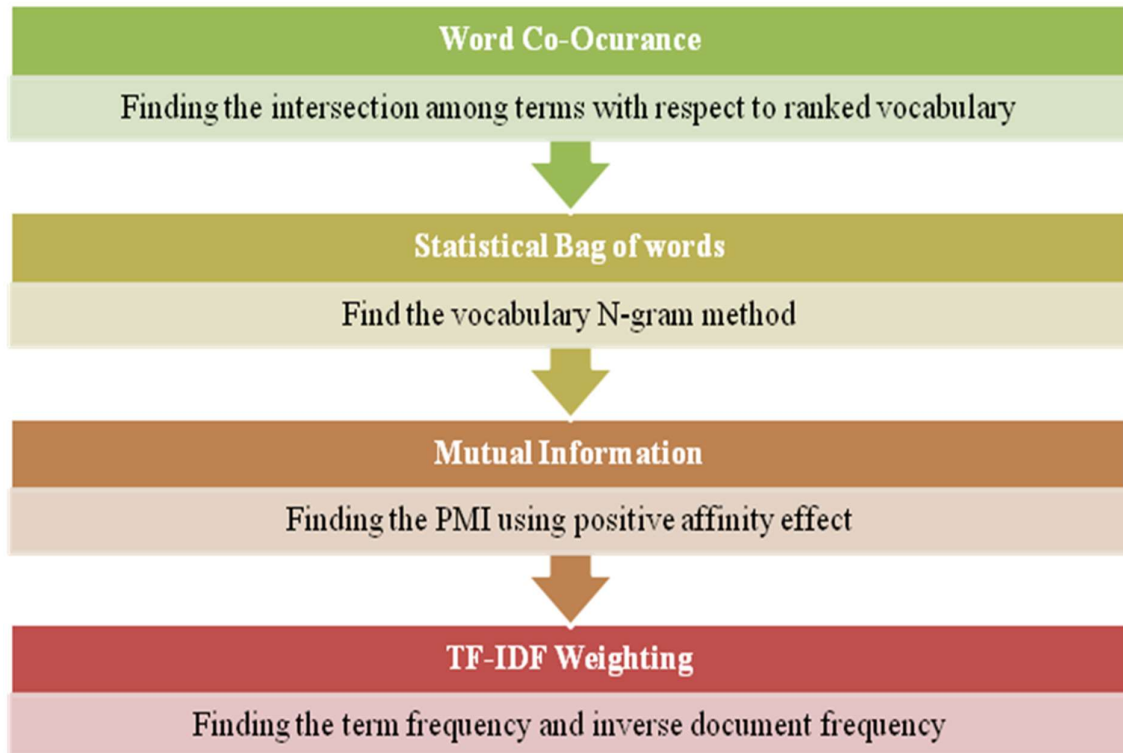 Word Co-Ocurance
Finding the intersection among terms with respect to ranked vocabulary
Statistical Bag of words
Find the vocabulary N-gram method
Mutual Information
Finding the PMI using positive affinity effect
TF-IDF Weighting
Finding the term frequency and inverse document frequency